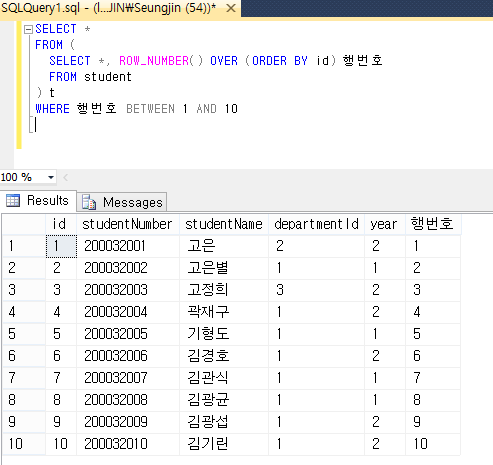 SQLQuery1.sql - (l...JIN₩Seungjin (54))* ✕
SELECT *
FROM (
SELECT *, ROW_NUMBER() OVER (ORDER BY id) 행번호
FROM student
) t
WHERE 행번호 BETWEEN 1 AND 10
100 %
Results Messages
id studentNumber studentName departmentId year 행번호
1 1 200032001 고은 2 2 1
2 2 200032002 고은별 1 1 2
3 3 200032003 고정희 3 2 3
4 4 200032004 곽재구 1 2 4
5 5 200032005 기형도 1 1 5
6 6 200032006 김경호 1 2 6
7 7 200032007 김관식 1 1 7
8 8 200032008 김광균 1 1 8
9 9 200032009 김광섭 1 2 9
10 10 200032010 김기린 1 2 10